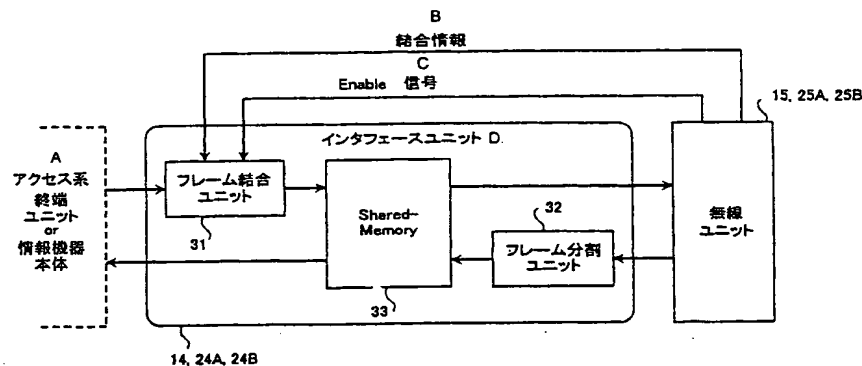 B
結合情報
C
Enable 信号
15, 25A, 25B
インタフェースユニット D.
A
アクセス系
終端
ユニット
or
情報機器
本体
フレーム結合
ユニット
31
Shared-
Memory
33
32
フレーム分割
ユニット
無線
ユニット
14, 24A, 24B